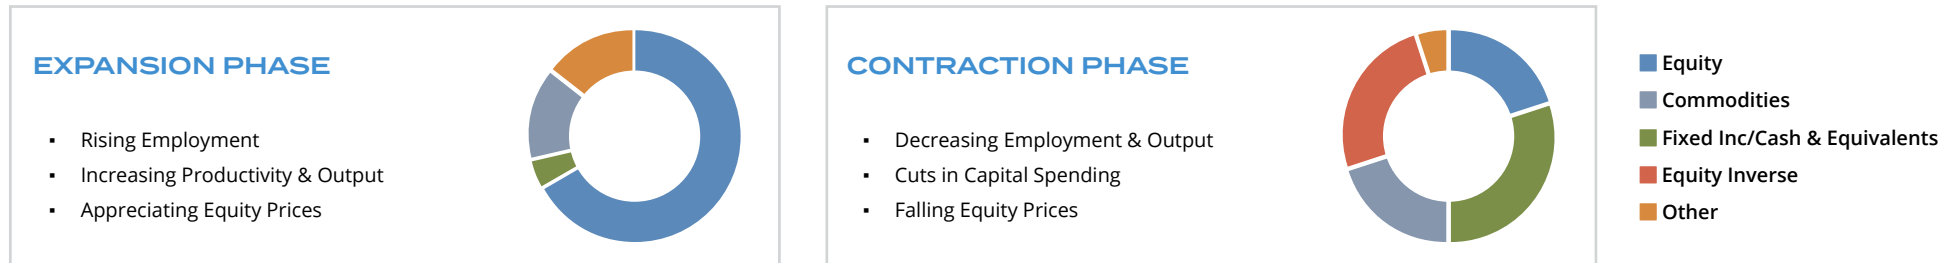 EXPANSION PHASE
▪ Rising Employment
▪ Increasing Productivity & Output
▪ Appreciating Equity Prices
CONTRACTION PHASE
▪ Decreasing Employment & Output
▪ Cuts in Capital Spending
▪ Falling Equity Prices
Equity
Commodities
Fixed Inc/Cash & Equivalents
Equity Inverse
Other